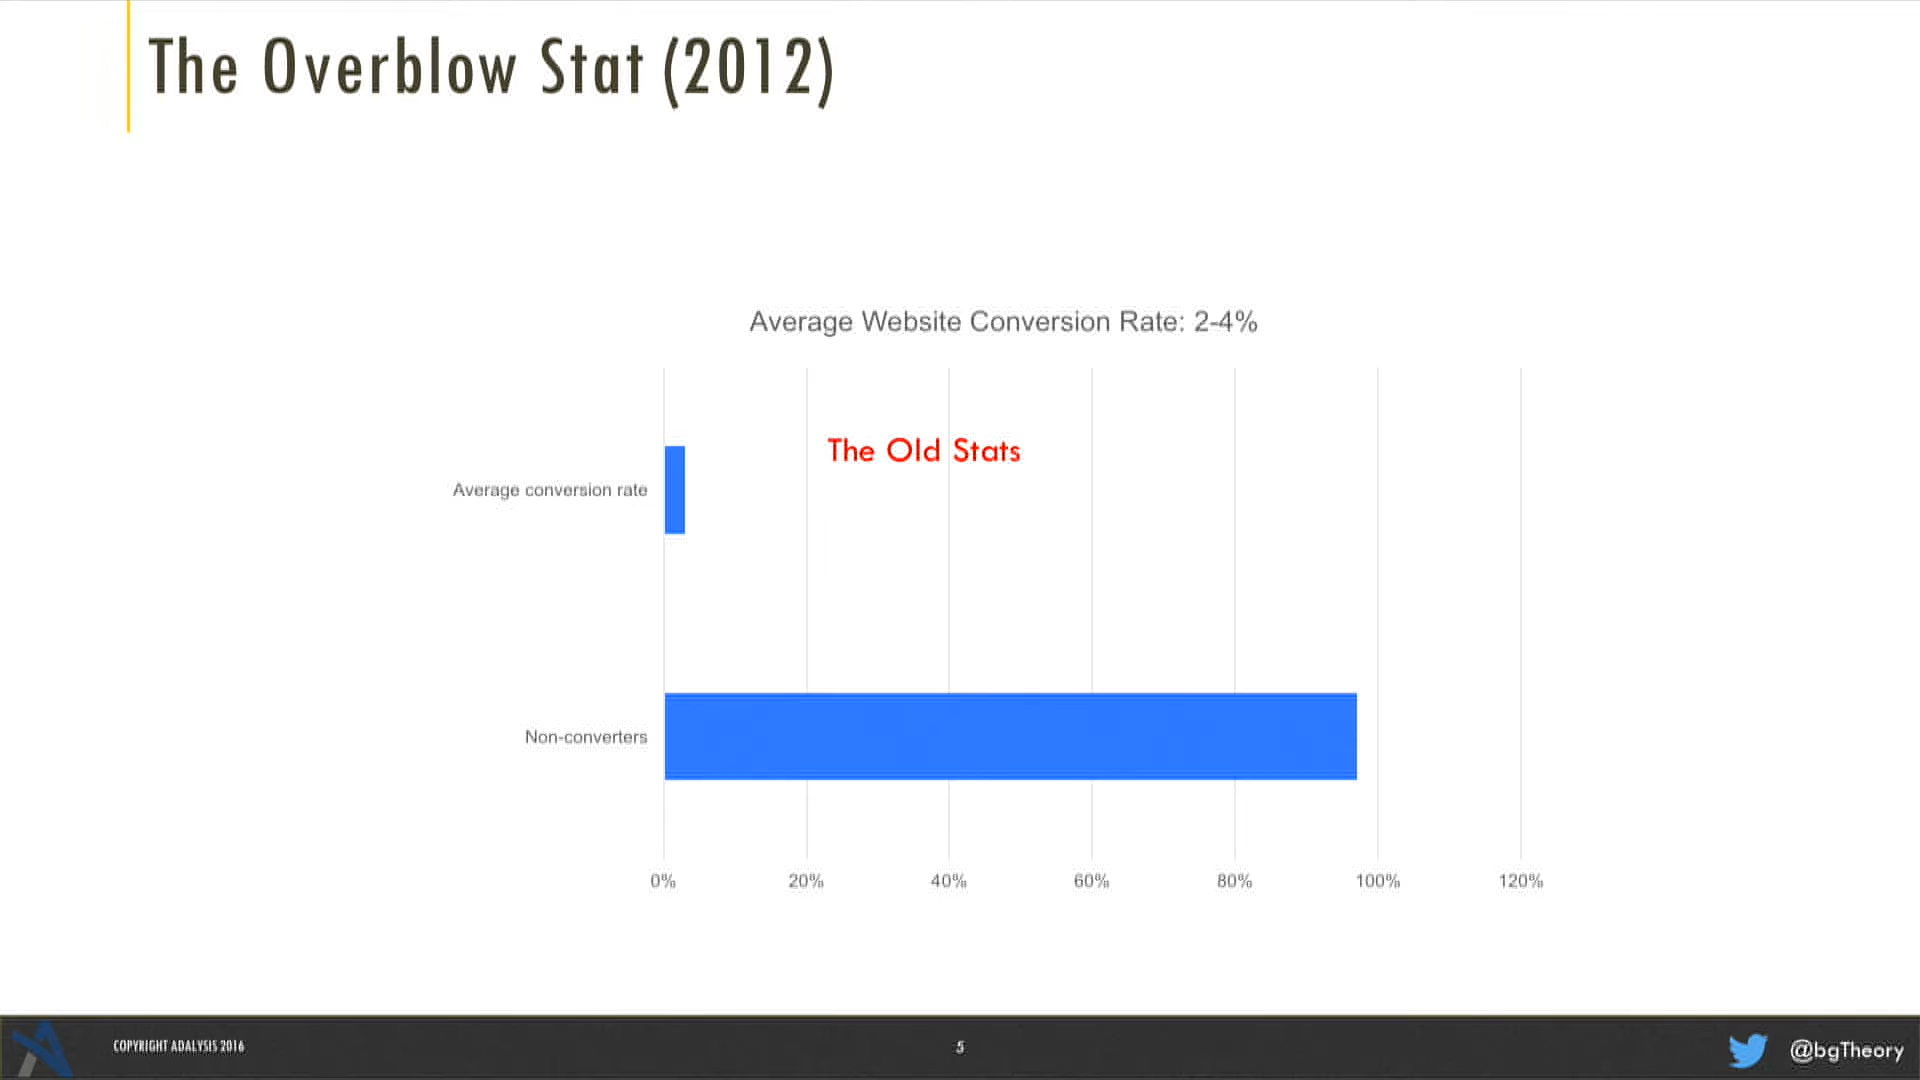 The Overblow Stat (2012)
Average Website Conversion Rate: 2-4%
The Old Stats
Average conversion rate
Non-converters
0% 20% 40% 60% 80% 100% 120%
COPYRIGHT ADALYSIS 2016 5 @bgTheory